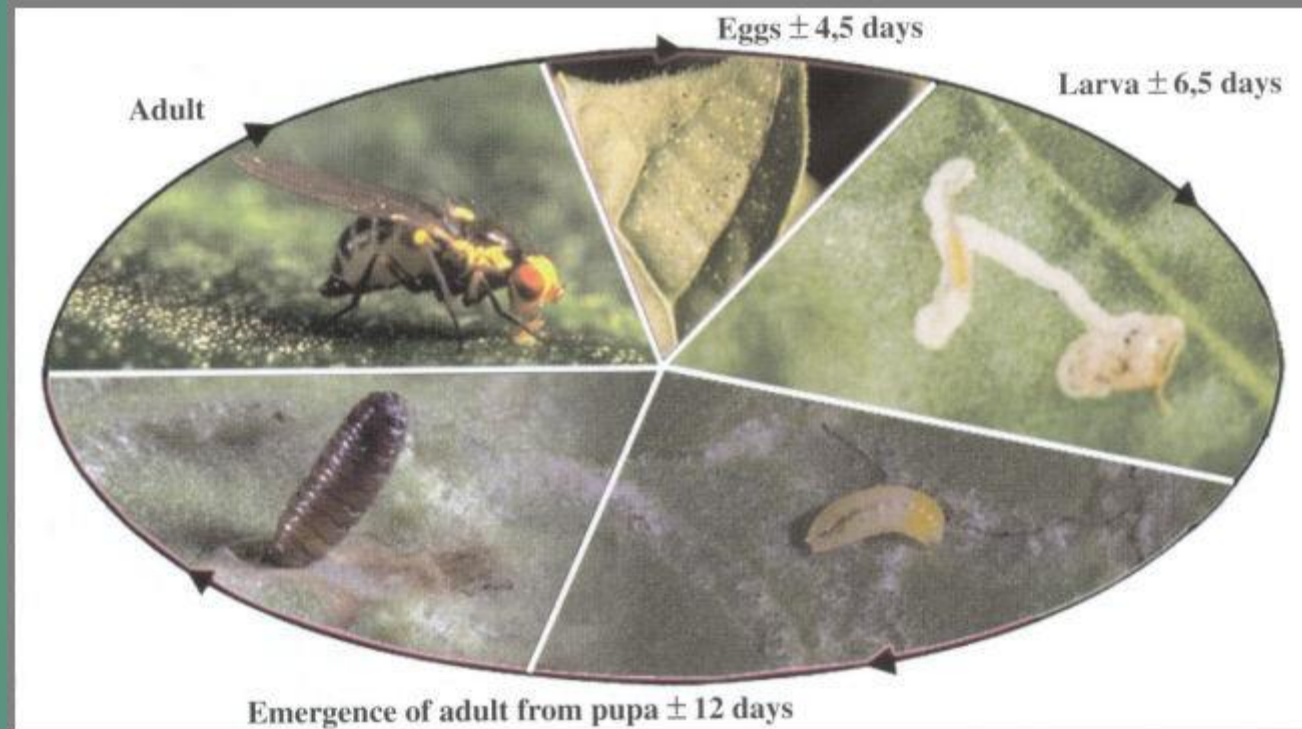 Eggs ± 4,5 days
Larva ± 6,5 days
Adult
Emergence of adult from pupa ± 12 days